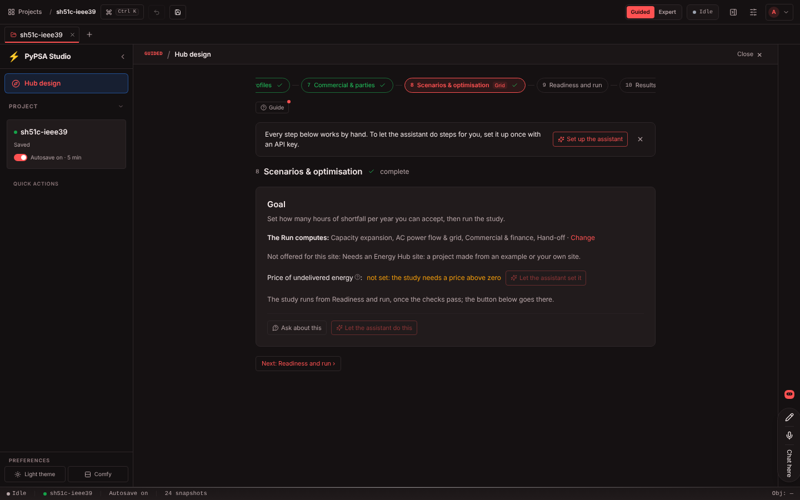 Projects / sh51c-ieee39 Ctrl K Guided Expert Idle A
sh51c-ieee39
PyPSA Studio
GUIDED / Hub design Close
Hub design
PROJECT
sh51c-ieee39
Saved
Autosave on · 5 min
QUICK ACTIONS
ofiles 7 Commercial & parties 8 Scenarios & optimisation Grid 9 Readiness and run 10 Results
Guide
Every step below works by hand. To let the assistant do steps for you, set it up once with
an API key.
Set up the assistant
8 Scenarios & optimisation complete
Goal
Set how many hours of shortfall per year you can accept, then run the study.
The Run computes: Capacity expansion, AC power flow & grid, Commercial & finance, Hand-off · Change
Not offered for this site: Needs an Energy Hub site: a project made from an example or your own site.
Price of undelivered energy : not set: the study needs a price above zero Let the assistant set it
The study runs from Readiness and run, once the checks pass; the button below goes there.
Ask about this Let the assistant do this
Next: Readiness and run ›
Chat here
PREFERENCES
Light theme Comfy
Idle sh51c-ieee39 Autosave on 24 snapshots Obj: —